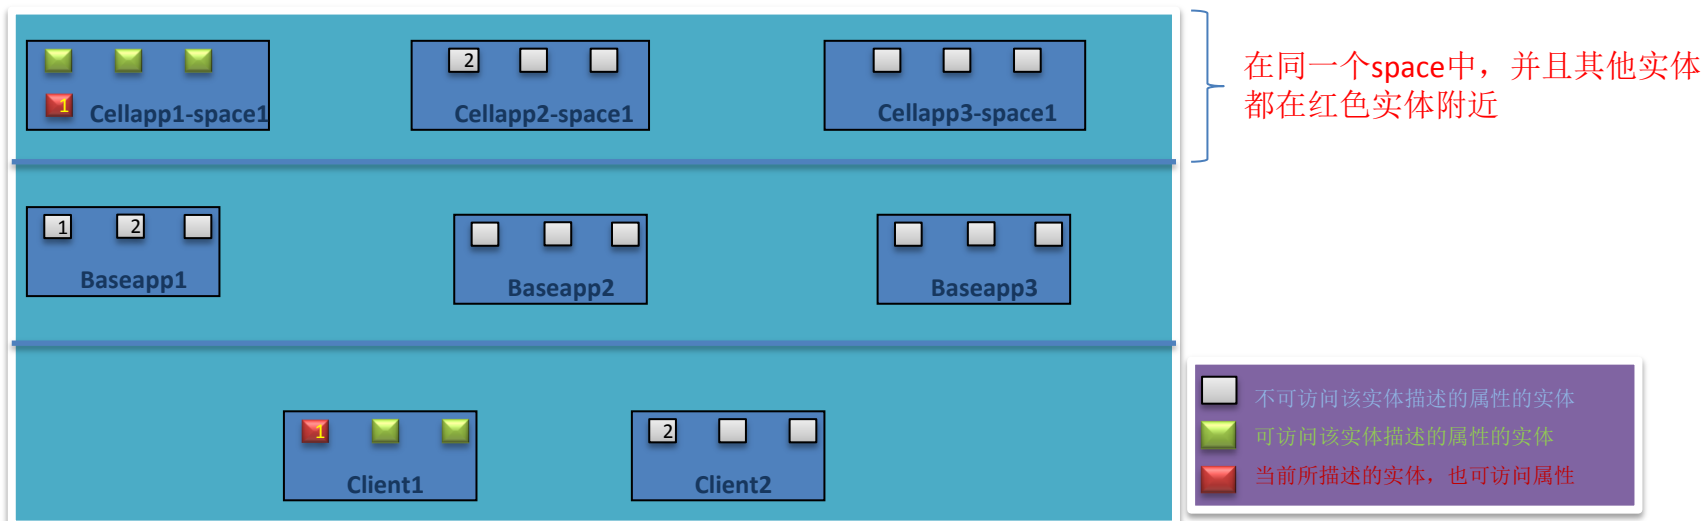 2
1
Cellapp1-space1
Cellapp2-space1
Cellapp3-space1
在同一个space中，并且其他实体
都在红色实体附近
1
2
Baseapp1
Baseapp2
Baseapp3
1
2
Client1
Client2
不可访问该实体描述的属性的实体
可访问该实体描述的属性的实体
当前所描述的实体，也可访问属性